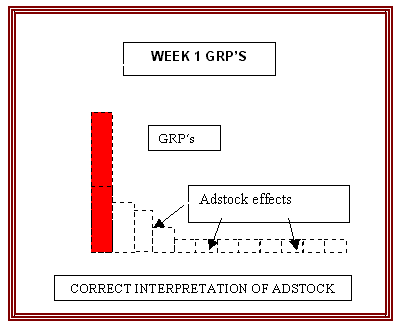 WEEK 1 GRP'S
GRP's
Adstock effects
CORRECT INTERPRETATION OF ADSTOCK